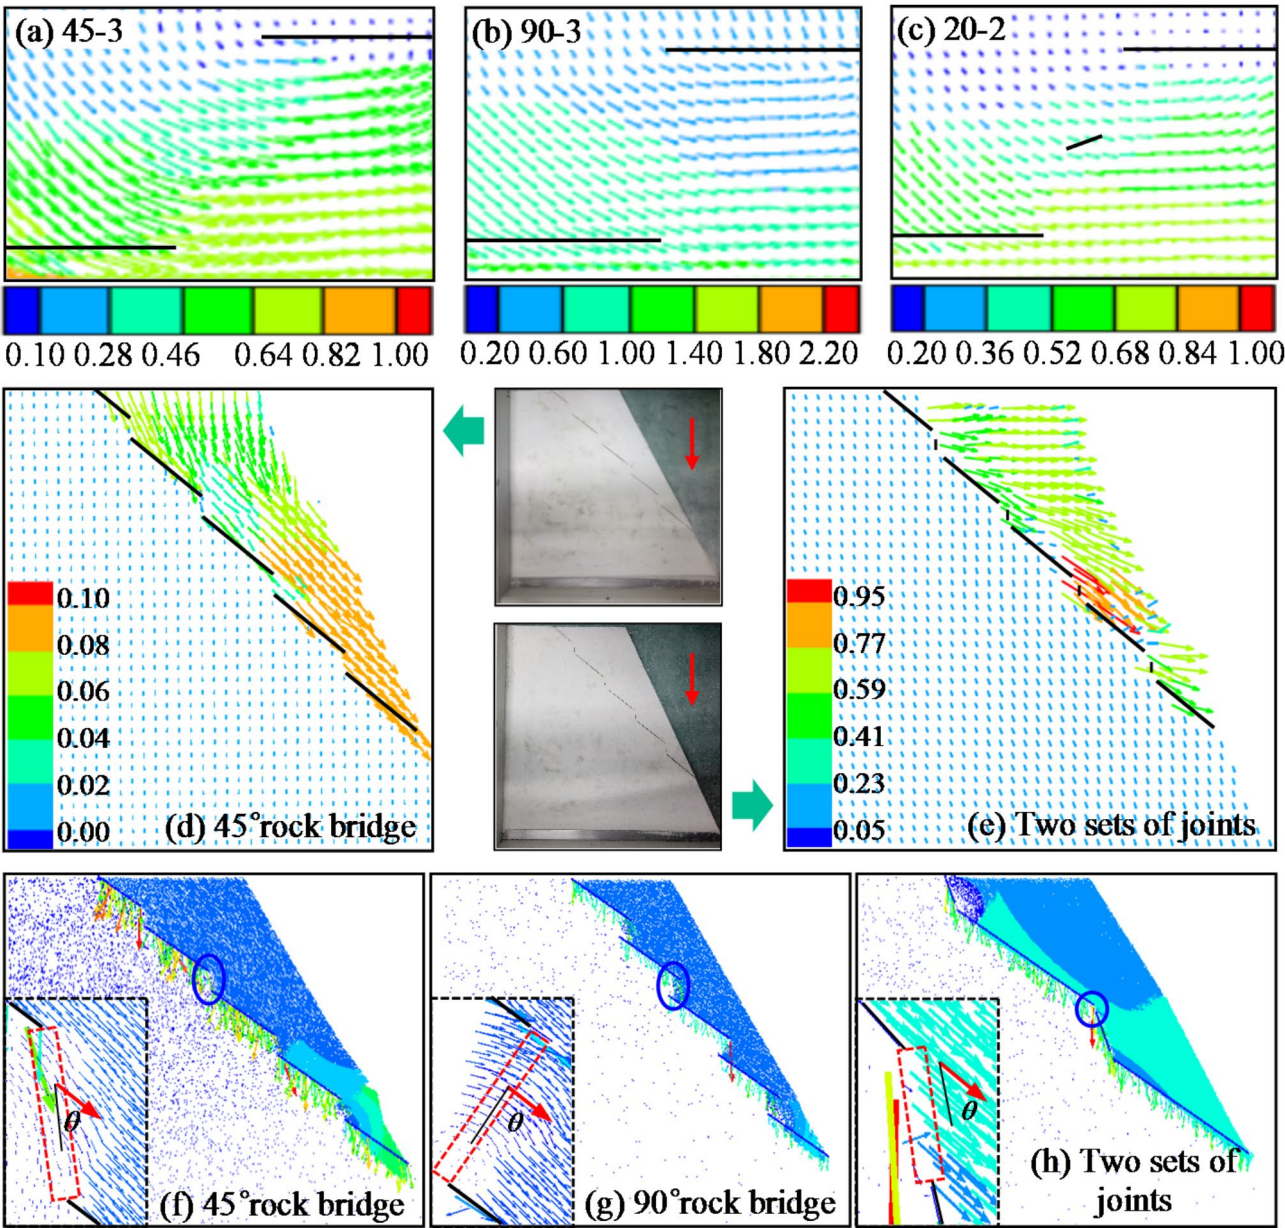 (a) 45-3
(b) 90-3
(c) 20-2
0.10 0.28 0.46 0.64 0.82 1.00
0.20 0.60 1.00 1.40 1.80 2.20
0.20 0.36 0.52 0.68 0.84 1.00
0.10
0.08
0.06
0.04
0.02
0.00
(d) 45°rock bridge
0.95
0.77
0.59
0.41
0.23
0.05
(e) Two sets of joints
θ
(f) 45°rock bridge
θ
(g) 90°rock bridge
θ
(h) Two sets of
joints